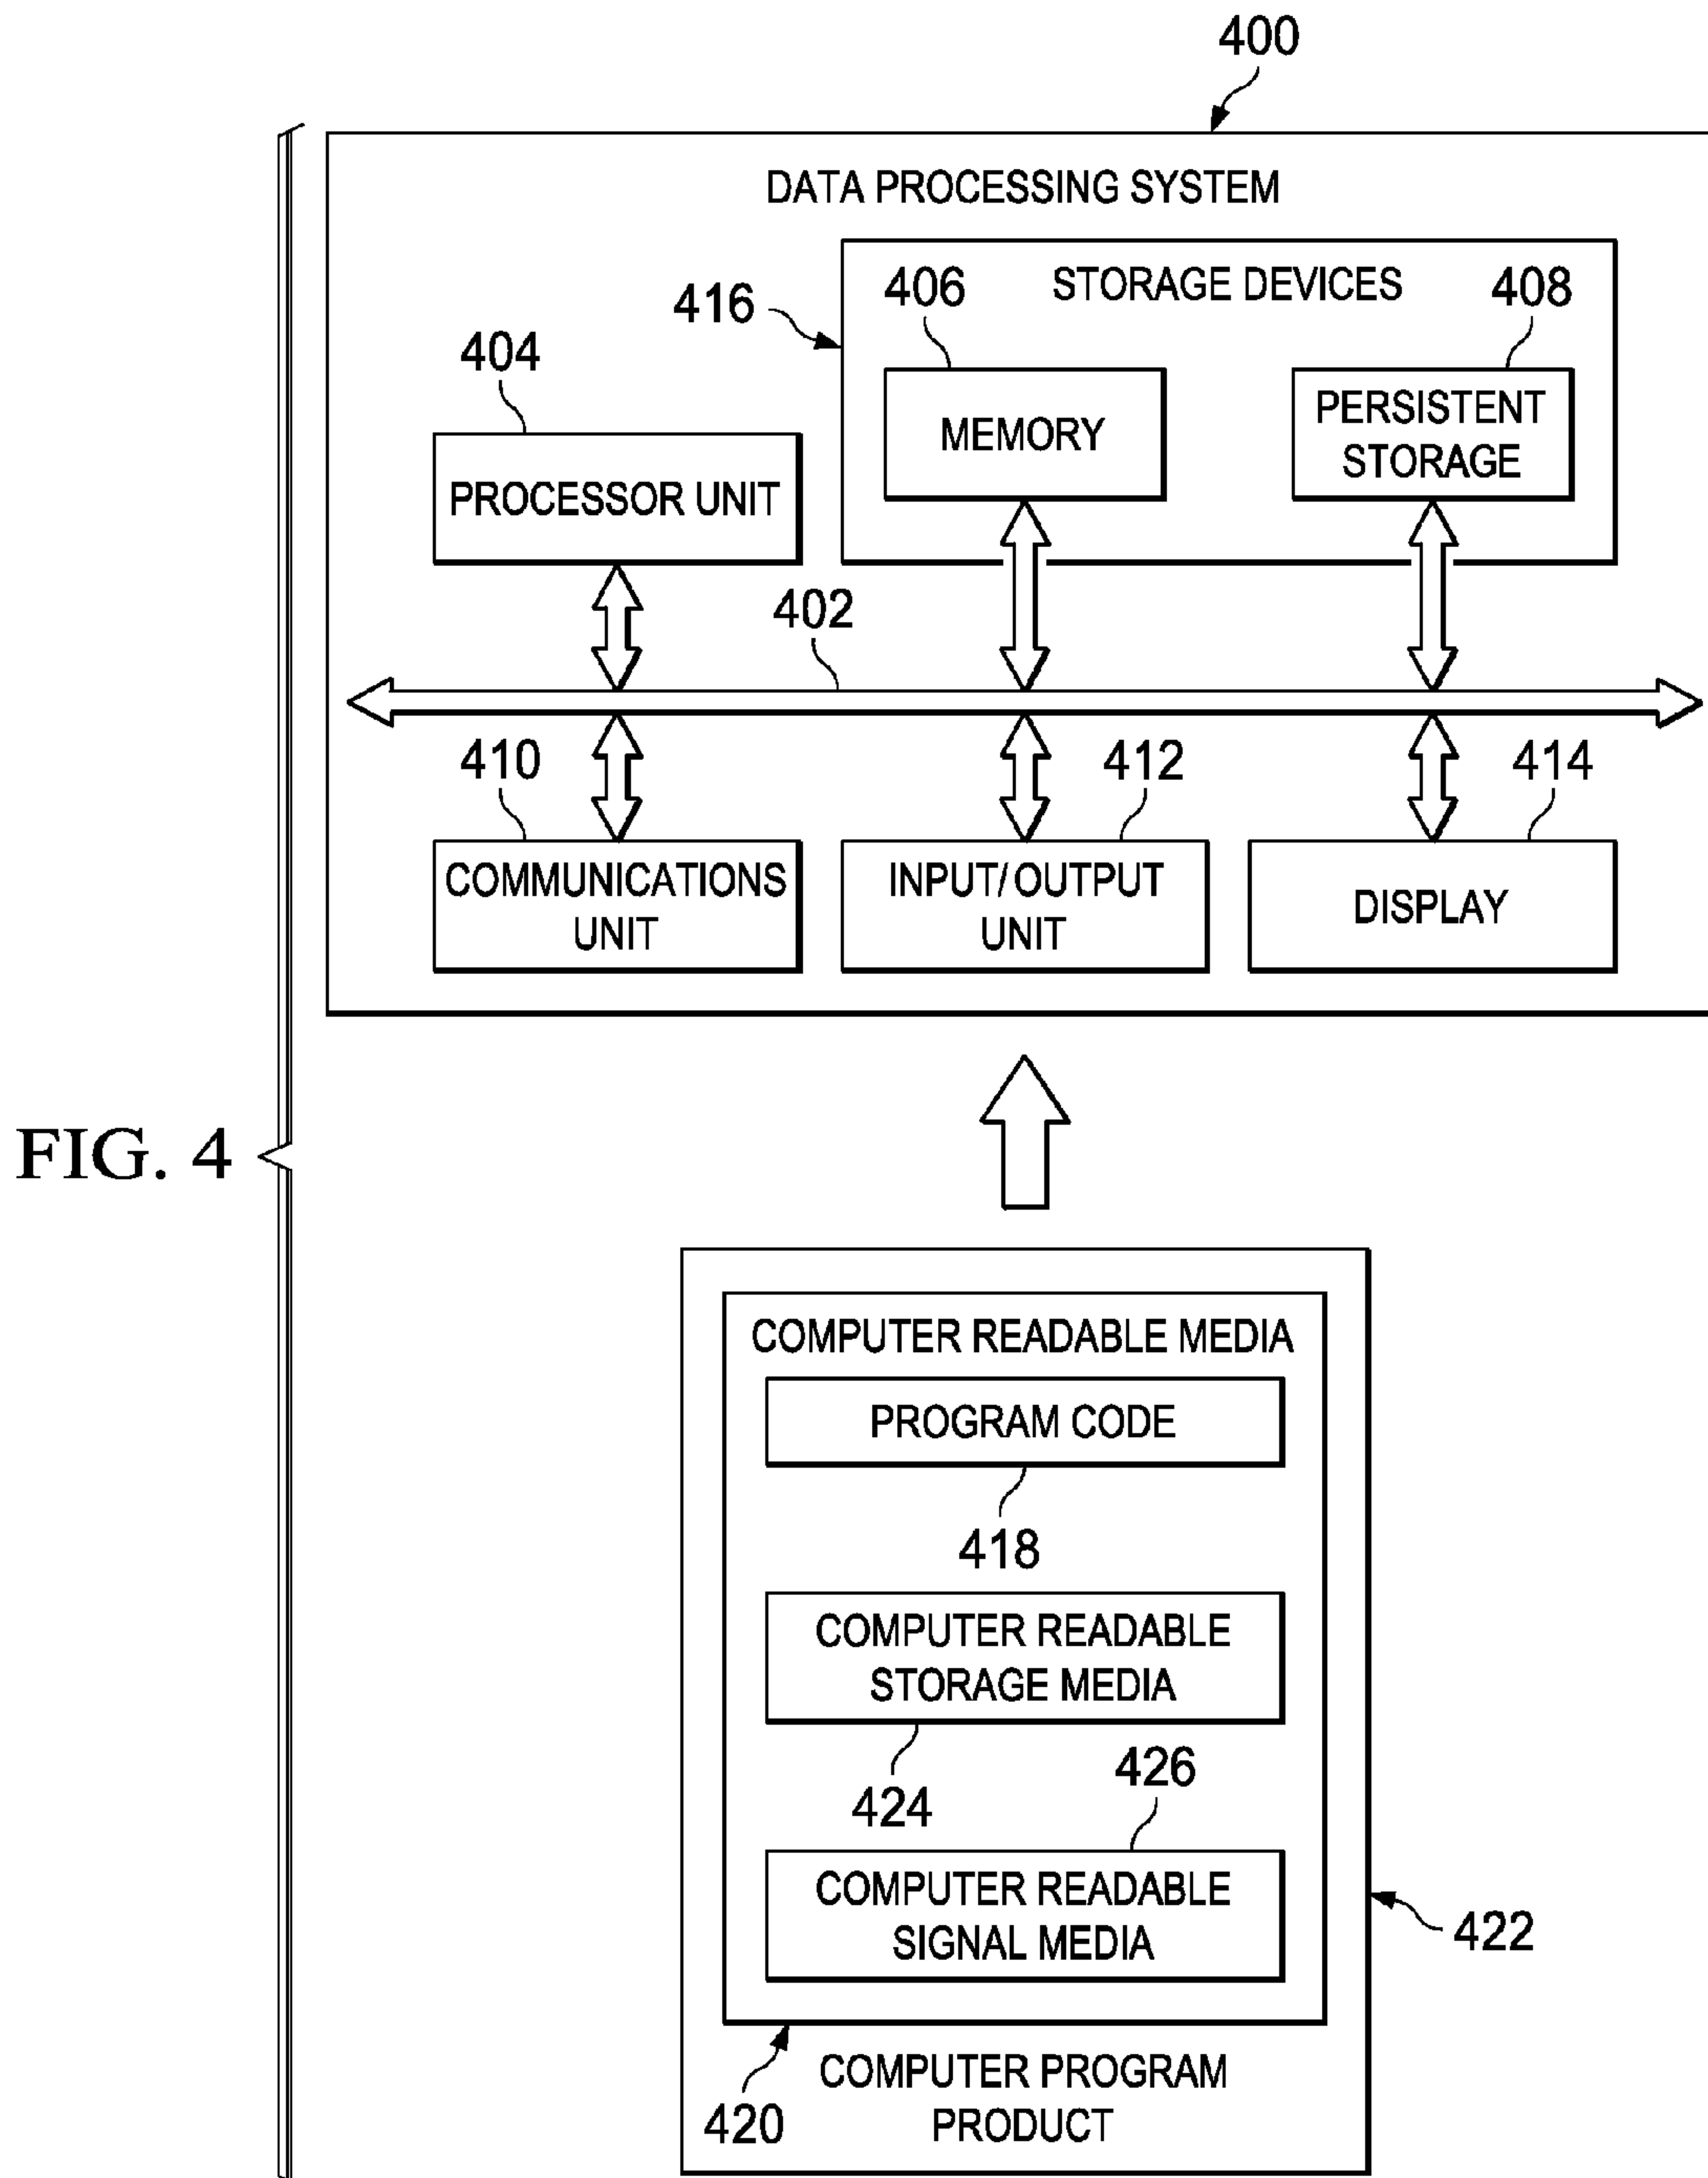 400
DATA PROCESSING SYSTEM
416
406
STORAGE DEVICES
408
404
MEMORY
PERSISTENT
STORAGE
PROCESSOR UNIT
402
410
412
414
COMMUNICATIONS
UNIT
INPUT/OUTPUT
UNIT
DISPLAY
FIG. 4
COMPUTER READABLE MEDIA
PROGRAM CODE
418
COMPUTER READABLE
STORAGE MEDIA
424
426
COMPUTER READABLE
SIGNAL MEDIA
422
420
COMPUTER PROGRAM
PRODUCT